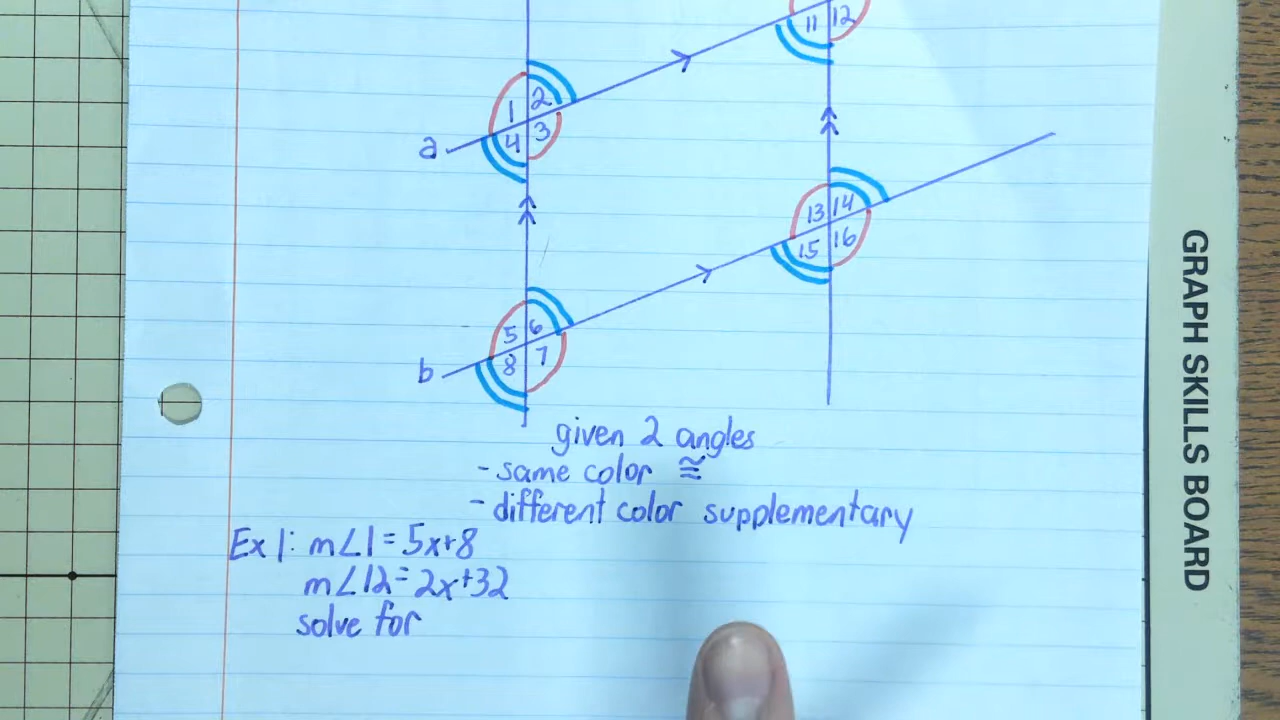 11 12
1 2
4 3
a
13 14
15 16
5 6
8 7
b
given 2 angles
- same color ≅
- different color supplementary
Ex 1: m∠1 = 5x+8
m∠12 = 2x+32
solve for
GRAPH SKILLS BOARD